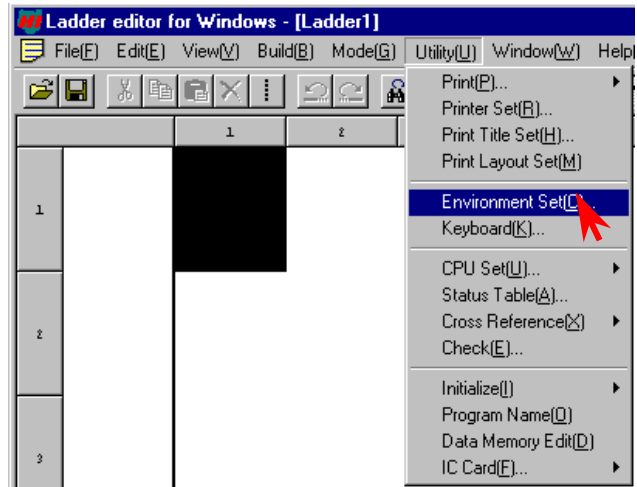 Ladder editor for Windows - [Ladder1]
File(F) Edit(E) View(V) Build(B) Mode(G) Utility(U) Window(W) Help(
1 2
1
2
3
Print(P)...
Printer Set(R)...
Print Title Set(H)...
Print Layout Set(M)
Environment Set(O)...
Keyboard(K)...
CPU Set(U)...
Status Table(A)...
Cross Reference(X)
Check(E)...
Initialize(I)
Program Name(O)
Data Memory Edit(D)
IC Card(F)...